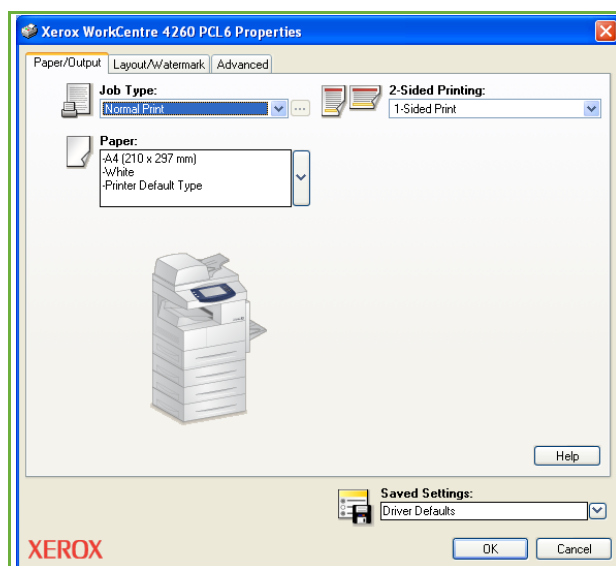 Xerox WorkCentre 4260 PCL6 Properties
Paper/Output Layout/Watermark Advanced
Job Type:
Normal Print
...
2-Sided Printing:
1-Sided Print
Paper:
-A4 (210 x 297 mm)
-White
-Printer Default Type
Help
Saved Settings:
Driver Defaults
XEROX
OK Cancel